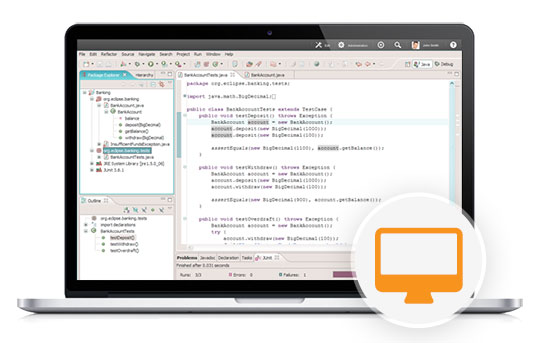 Administration
John Smith
File Edit Refactor Source Navigate Search Project Run Window Help
Java Debug
Package Explorer Hierarchy
Banking
org.eclipse.banking
BankAccount.java
BankAccount
balance
deposit(BigDecimal)
getBalance()
withdraw(BigDecimal)
InsufficientFundsException.java
org.eclipse.banking.tests
BankAccountTests.java
JRE System Library
JUnit 3.8.1
Outline
org.eclipse.banking.tests
import declarations
BankAccountTests
testDeposit()
testWithdraw()
testOverdraft()
BankAccountTests.java BankAccount.java
package org.eclipse.banking.tests;
import java.math.BigDecimal;
public class BankAccountTests extends TestCase {
public void testDeposit() throws Exception {
BankAccount account = new BankAccount();
account.deposit(new BigDecimal(1000));
account.deposit(new BigDecimal(100));
assertEquals(new BigDecimal(1100), account.getBalance());
}
public void testWithdraw() throws Exception {
BankAccount account = new BankAccount();
account.deposit(new BigDecimal(1000));
account.withdraw(new BigDecimal(100));
assertEquals(new BigDecimal(900), account.getBalance());
}
public void testOverdraft() throws Exception {
BankAccount account = new BankAccount();
try {
account.withdraw(new BigDecimal(100));
Problems Javadoc Declaration Tasks JUnit
Finished after 0.031 seconds
Runs: 3/3 Errors: 0 Failures: 1